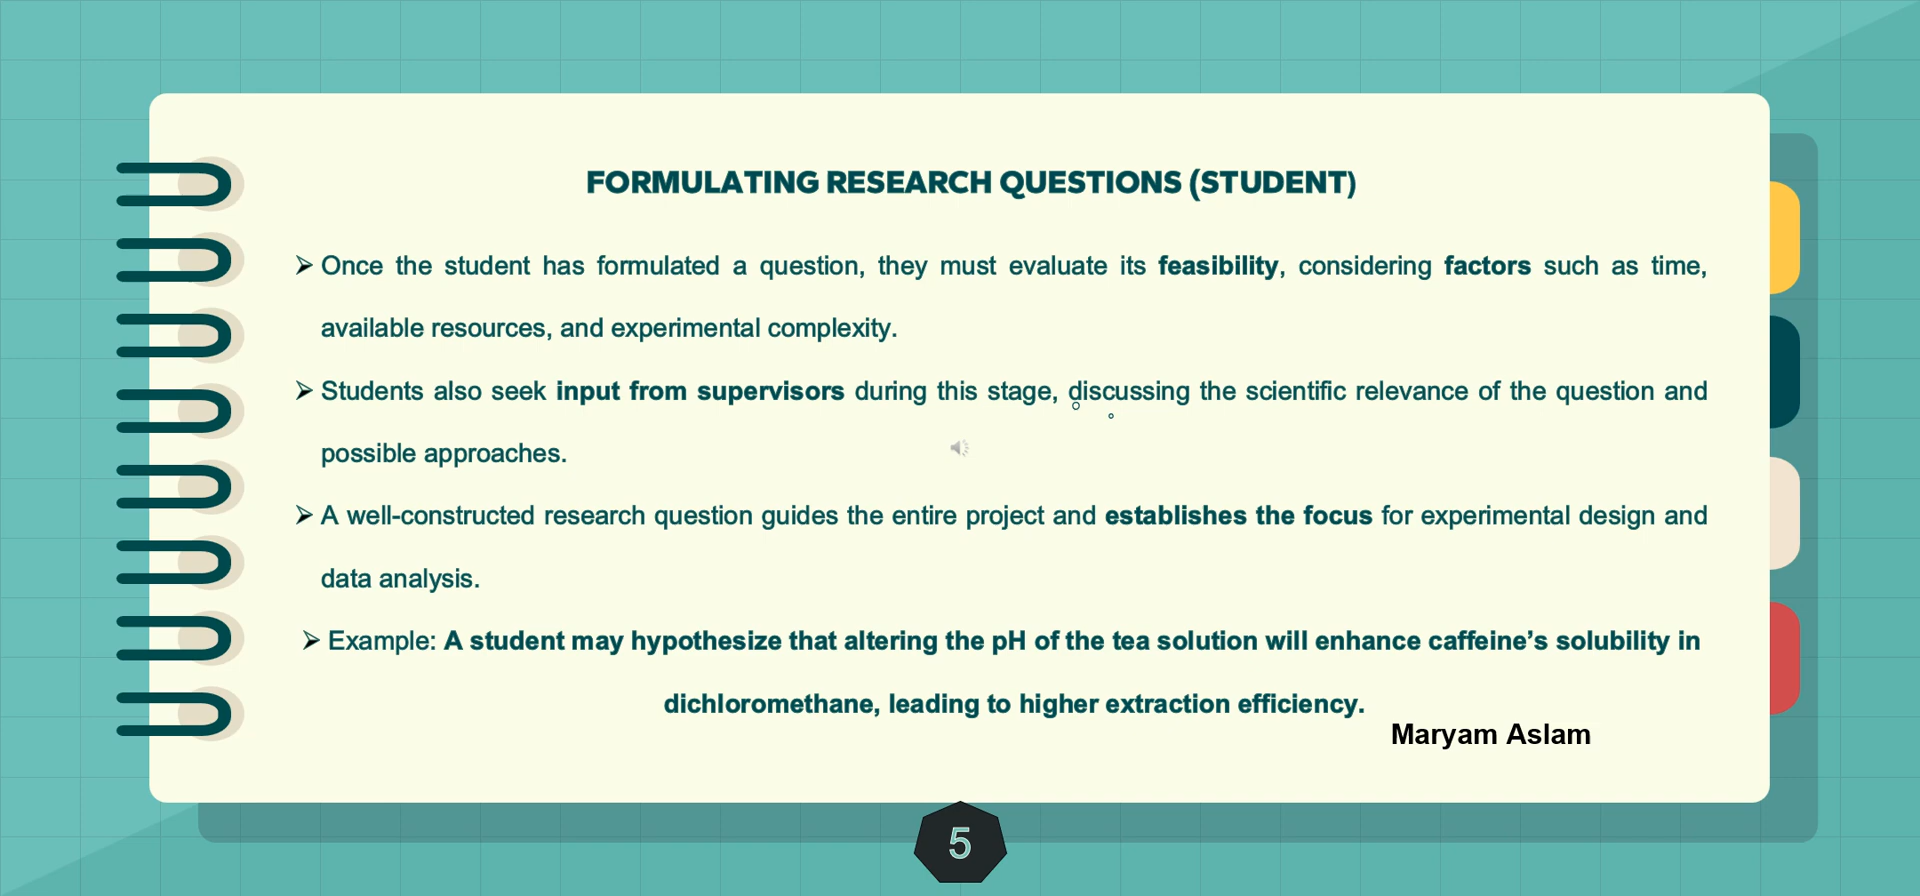 FORMULATING RESEARCH QUESTIONS (STUDENT)
➢ Once the student has formulated a question, they must evaluate its feasibility, considering factors such as time,
available resources, and experimental complexity.
➢ Students also seek input from supervisors during this stage, discussing the scientific relevance of the question and
possible approaches.
➢ A well-constructed research question guides the entire project and establishes the focus for experimental design and
data analysis.
➢ Example: A student may hypothesize that altering the pH of the tea solution will enhance caffeine’s solubility in
dichloromethane, leading to higher extraction efficiency.
Maryam Aslam
5